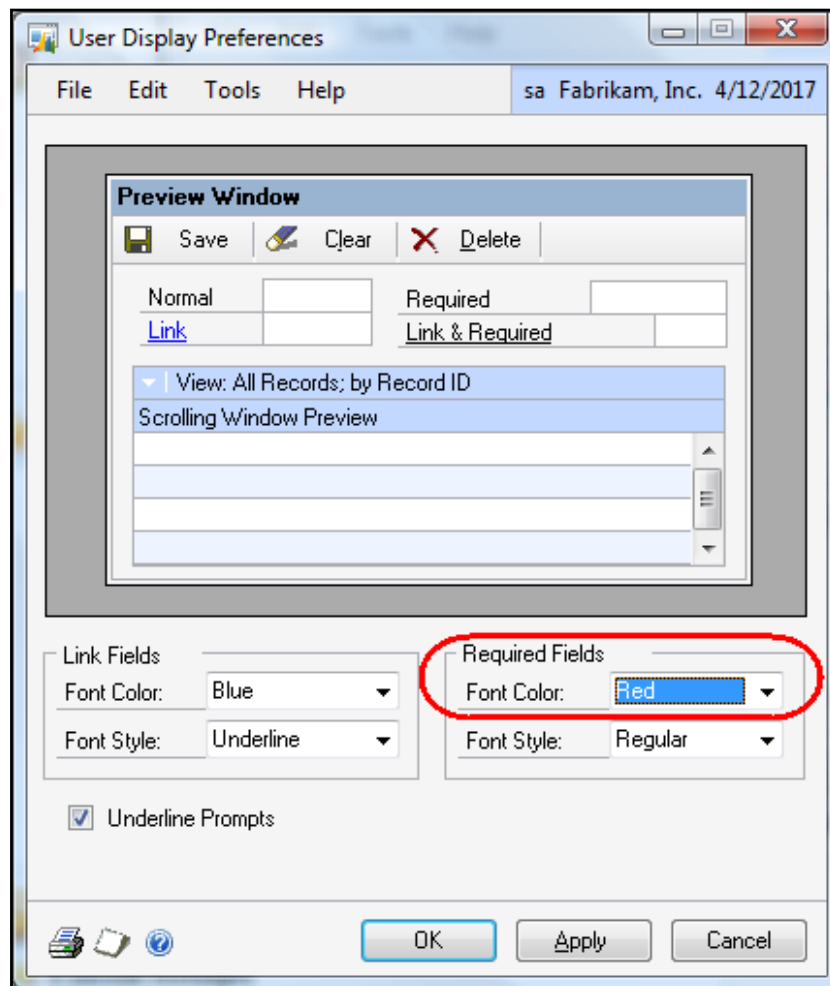 User Display Preferences
File Edit Tools Help sa Fabrikam, Inc. 4/12/2017
Preview Window
Save Clear Delete
Normal Required
Link Link & Required
View: All Records; by Record ID
Scrolling Window Preview
Link Fields Required Fields
Font Color: Blue Font Color: Red
Font Style: Underline Font Style: Regular
Underline Prompts
OK Apply Cancel